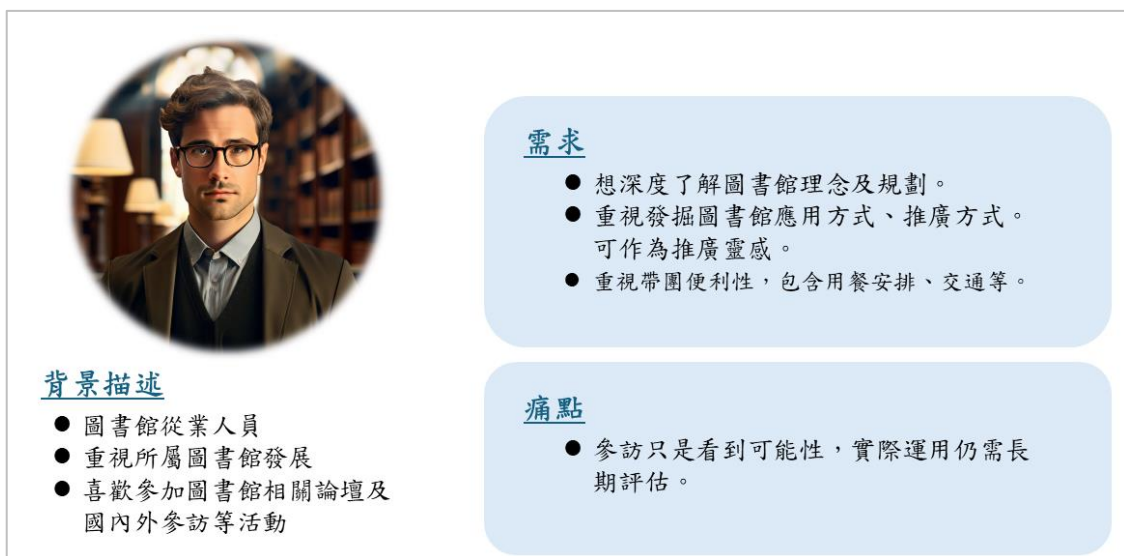 背景描述
● 圖書館從業人員
● 重視所屬圖書館發展
● 喜歡參加圖書館相關論壇及
國內外參訪等活動
需求
● 想深度了解圖書館理念及規劃。
● 重視發掘圖書館應用方式、推廣方式。
可作為推廣靈感。
● 重視帶團便利性，包含用餐安排、交通等。
痛點
● 參訪只是看到可能性，實際運用仍需長
期評估。